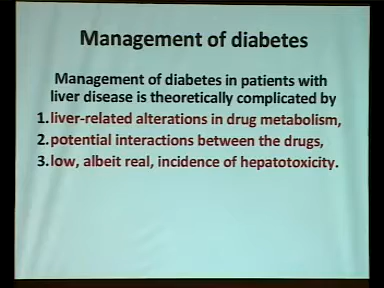 Management of diabetes
Management of diabetes in patients with
liver disease is theoretically complicated by
1.liver-related alterations in drug metabolism,
2.potential interactions between the drugs,
3.low, albeit real, incidence of hepatotoxicity.